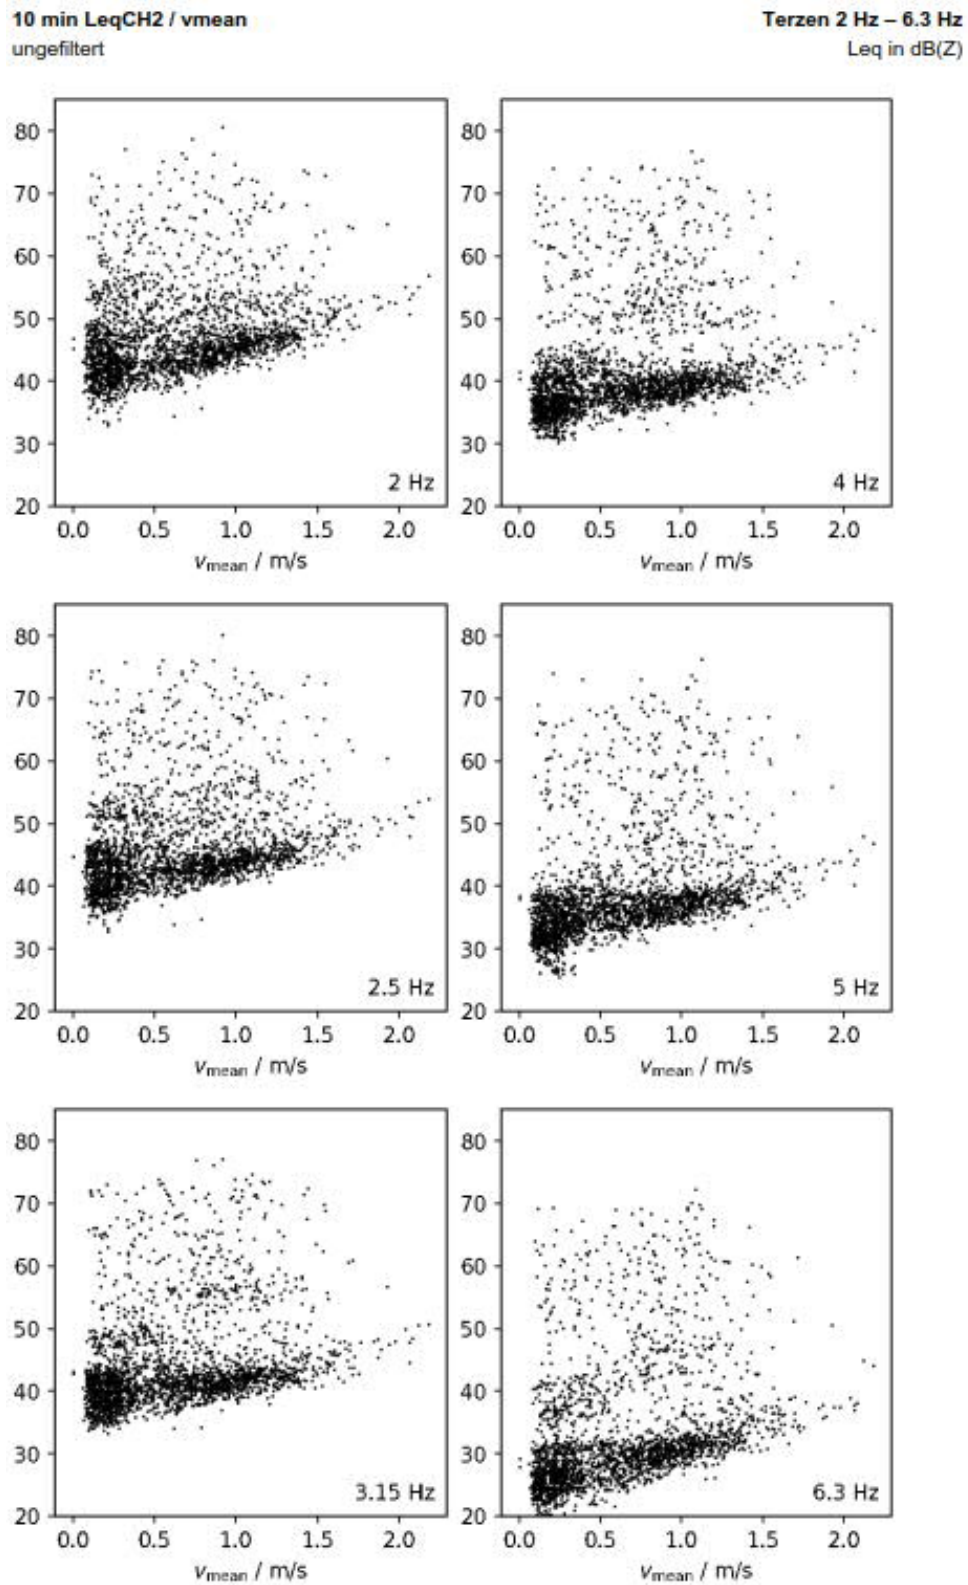 10 min LeqCH2 / vmean
Terzen 2 Hz – 6.3 Hz
ungefiltert
Leq in dB(Z)
80
70
60
50
40
30
20
2 Hz
0.0 0.5 1.0 1.5 2.0
vmean / m/s
80
70
60
50
40
30
20
4 Hz
0.0 0.5 1.0 1.5 2.0
vmean / m/s
80
70
60
50
40
30
20
2.5 Hz
0.0 0.5 1.0 1.5 2.0
vmean / m/s
80
70
60
50
40
30
20
5 Hz
0.0 0.5 1.0 1.5 2.0
vmean / m/s
80
70
60
50
40
30
20
3.15 Hz
0.0 0.5 1.0 1.5 2.0
vmean / m/s
80
70
60
50
40
30
20
6.3 Hz
0.0 0.5 1.0 1.5 2.0
vmean / m/s